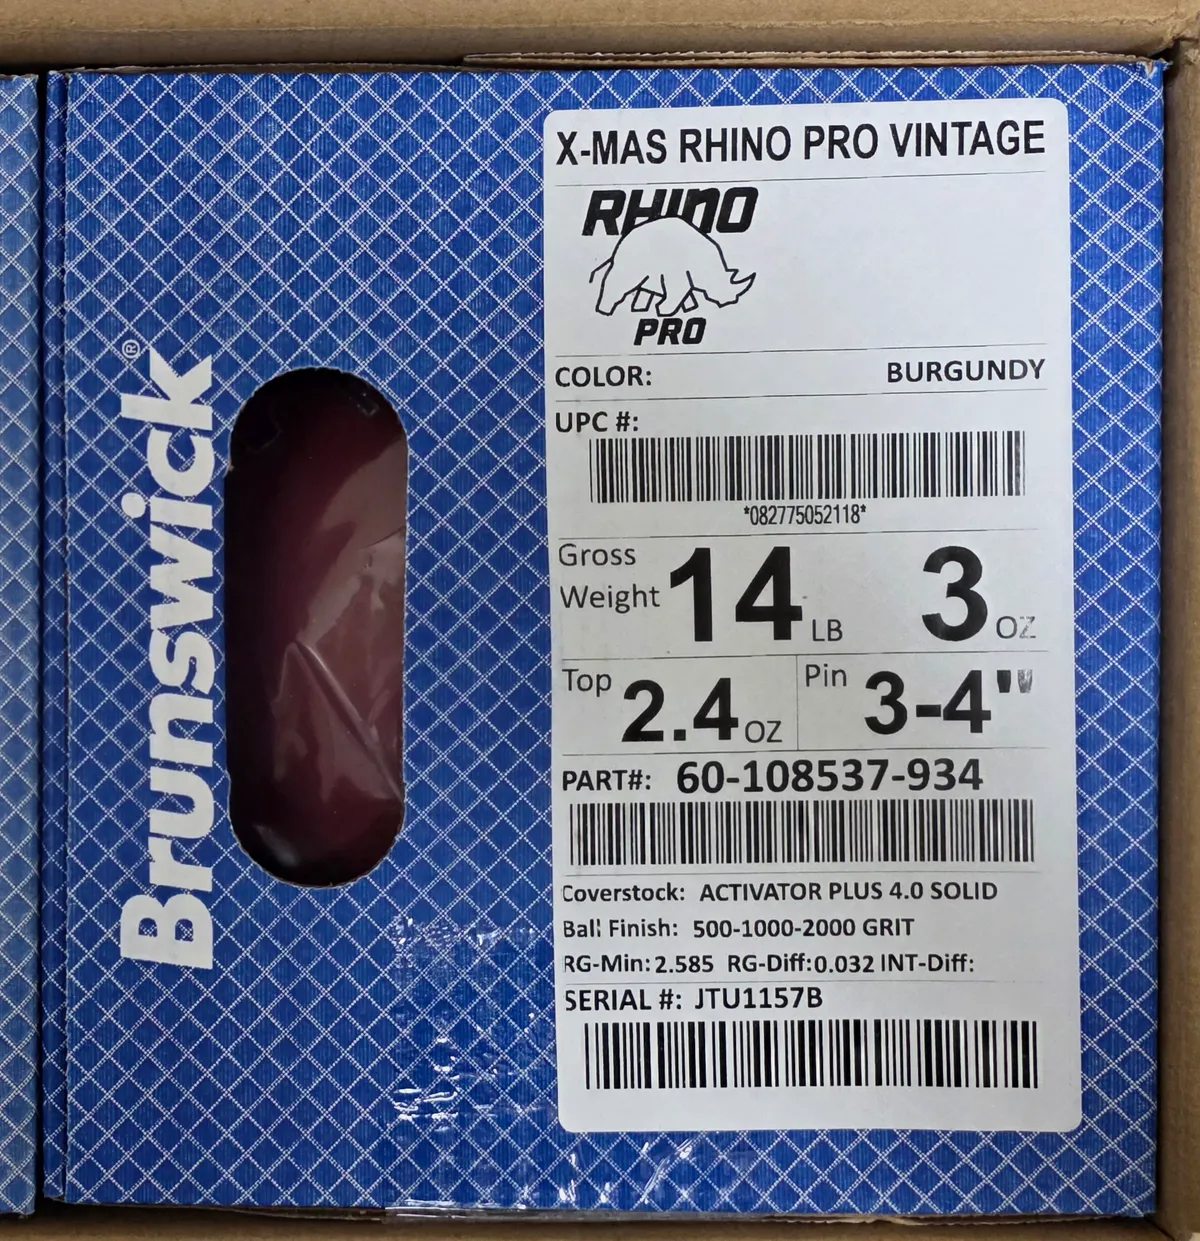 Brunswick®
X-MAS RHINO PRO VINTAGE
RHINO
PRO
COLOR: BURGUNDY
UPC #:
*082775052118*
Gross Weight 14 LB 3 OZ
Top 2.4 OZ Pin 3-4"
PART#: 60-108537-934
Coverstock: ACTIVATOR PLUS 4.0 SOLID
Ball Finish: 500-1000-2000 GRIT
RG-Min: 2.585 RG-Diff: 0.032 INT-Diff:
SERIAL #: JTU1157B